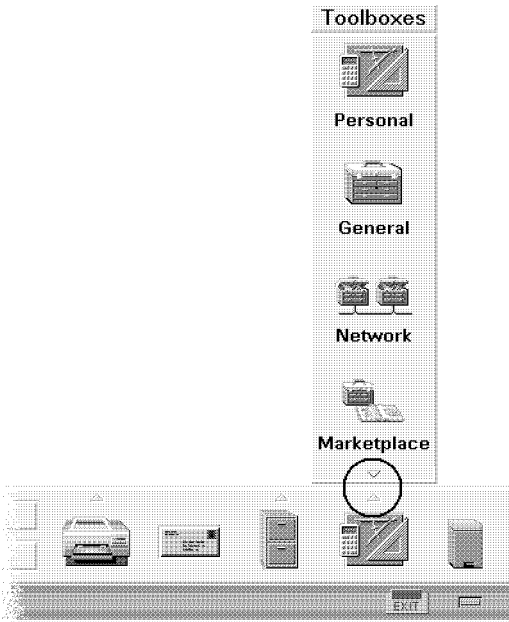 Toolboxes
Personal
General
Network
Marketplace
EXIT